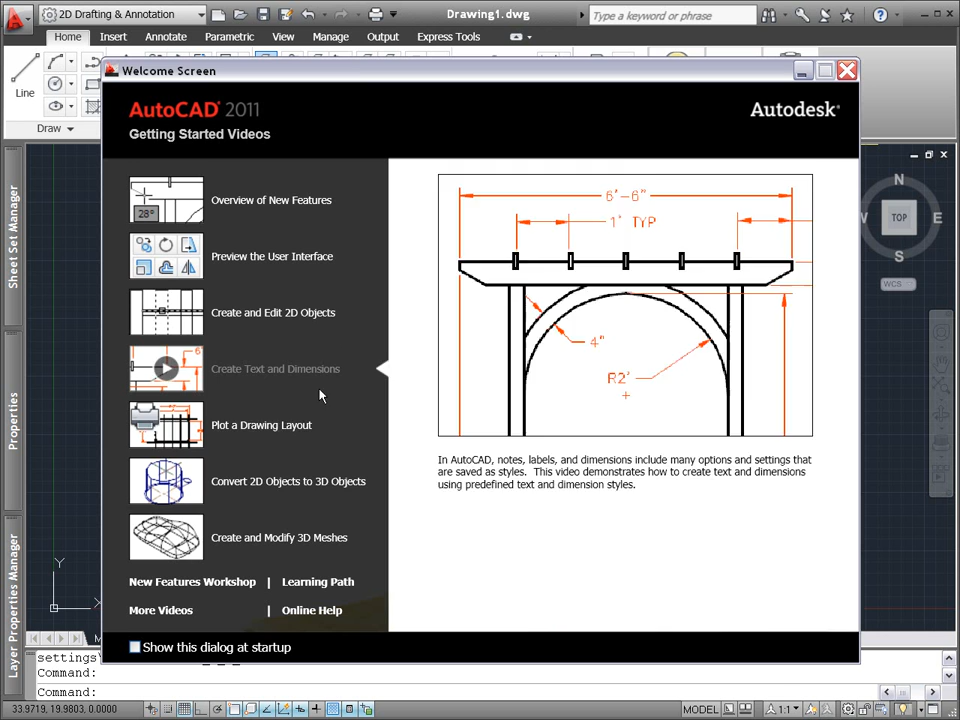 2D Drafting & Annotation
Drawing1.dwg
Type a keyword or phrase
Home Insert Annotate Parametric View Manage Output Express Tools
Line
Draw
Welcome Screen
AutoCAD 2011
Autodesk
Getting Started Videos
28°
Overview of New Features
Preview the User Interface
Create and Edit 2D Objects
Create Text and Dimensions
Plot a Drawing Layout
Convert 2D Objects to 3D Objects
Create and Modify 3D Meshes
New Features Workshop | Learning Path
More Videos | Online Help
Show this dialog at startup
6'-6"
1' TYP
4"
R2'
In AutoCAD, notes, labels, and dimensions include many options and settings that
are saved as styles. This video demonstrates how to create text and dimensions
using predefined text and dimension styles.
N
W TOP E
S
WCS
Sheet Set Manager
Properties
Layer Properties Manager
Y
X
M
settings\
Command:
Command:
33.9719, 19.9803, 0.0000
MODEL
1:1